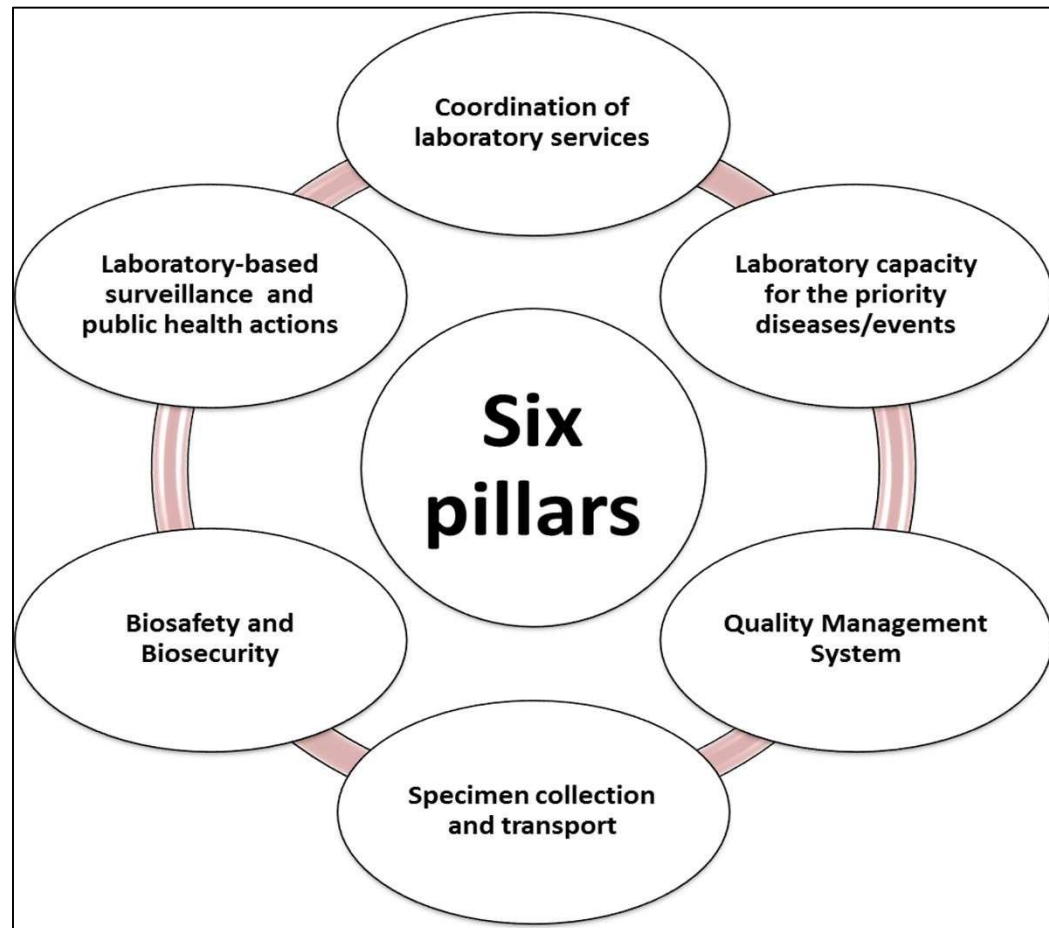 Coordination of
laboratory services
Laboratory-based
surveillance and
public health actions
Laboratory capacity
for the priority
diseases/events
Six
pillars
Biosafety and
Biosecurity
Quality Management
System
Specimen collection
and transport